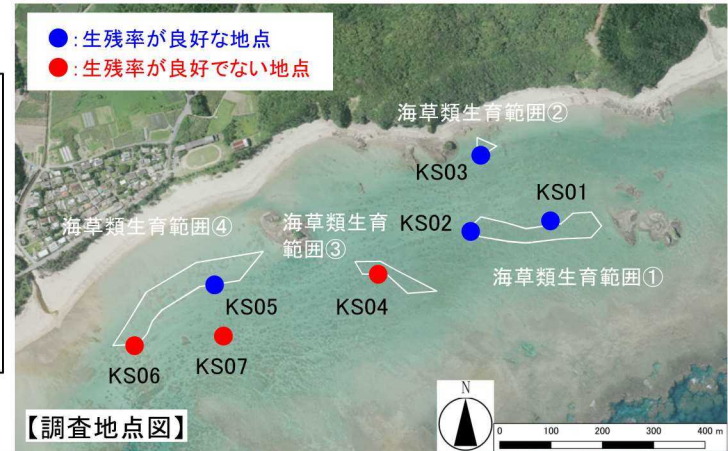 ●:生残率が良好な地点
●:生残率が良好でない地点
海草類生育範囲②
KS03
KS01
KS02
海草類生育範囲④
海草類生育
範囲③
海草類生育範囲①
KS05
KS04
KS07
KS06
N
【調査地点図】
0 100 200 300 400 m